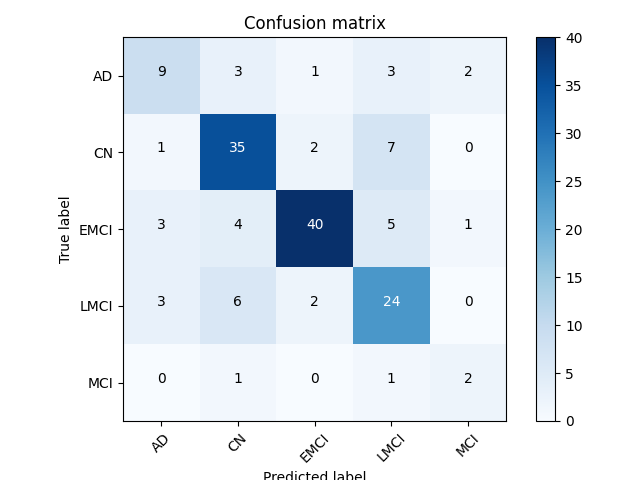 Confusion matrix
True label
AD 9 3 1 3 2
CN 1 35 2 7 0
EMCI 3 4 40 5 1
LMCI 3 6 2 24 0
MCI 0 1 0 1 2
AD CN EMCI LMCI MCI
Predicted label
40
35
30
25
20
15
10
5
0